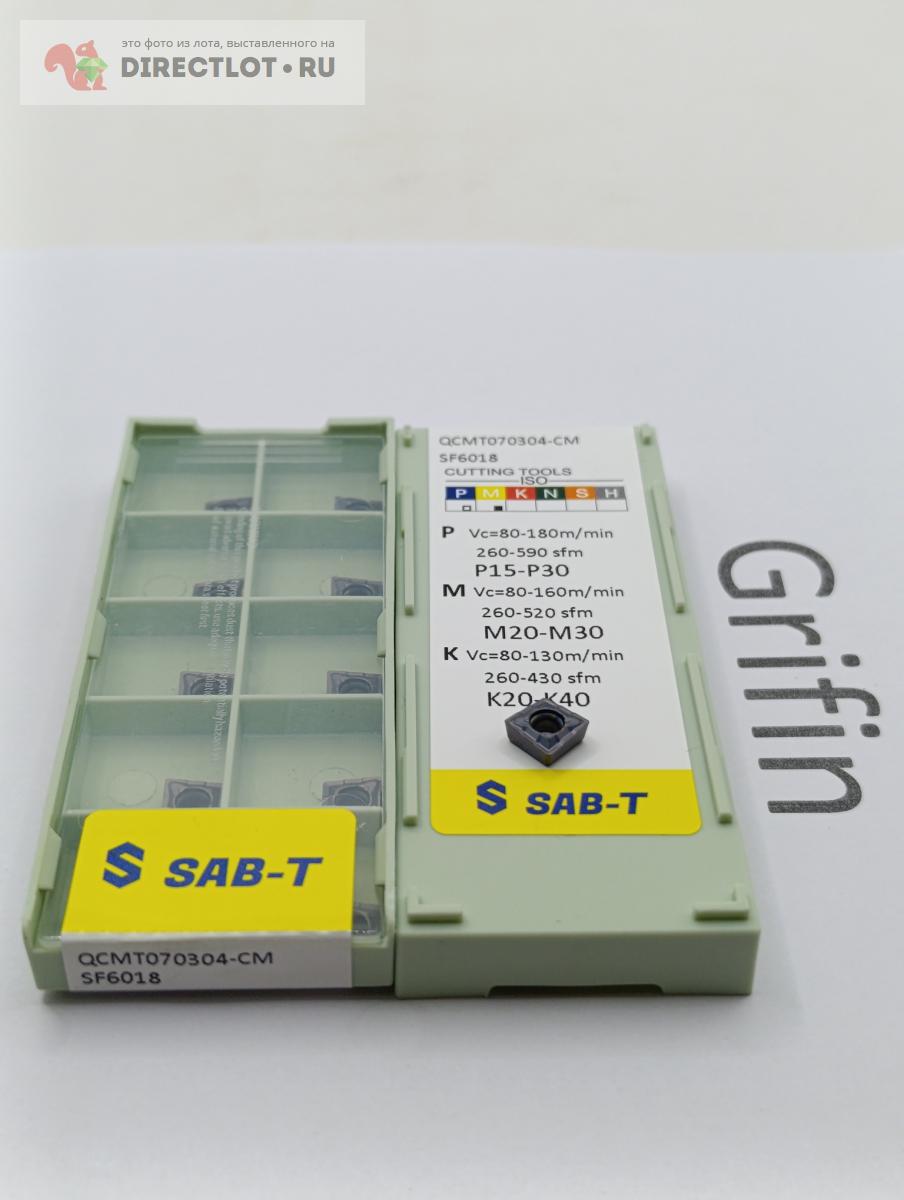 это фото из лота, выставленного на
DIRECTLOT•RU
QCMT070304-CM
SF6018
CUTTING TOOLS
ISO
P M K N S H
P Vc=80-180m/min
260-590 sfm
P15-P30
M Vc=80-160m/min
260-520 sfm
M20-M30
K Vc=80-130m/min
260-430 sfm
K20-K40
SAB-T
SAB-T
QCMT070304-CM
SF6018
Grifin